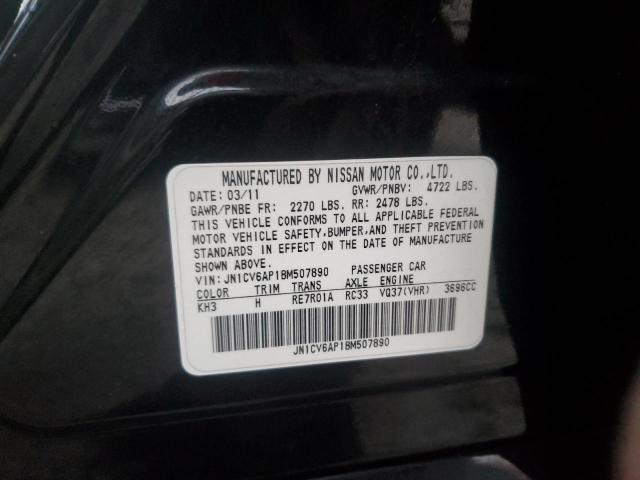 MANUFACTURED BY NISSAN MOTOR CO.,LTD.
DATE: 03/11 GVWR/PNBV: 4722 LBS.
GAWR/PNBE FR: 2270 LBS. RR: 2478 LBS.
THIS VEHICLE CONFORMS TO ALL APPLICABLE FEDERAL
MOTOR VEHICLE SAFETY,BUMPER,AND THEFT PREVENTION
STANDARDS IN EFFECT ON THE DATE OF MANUFACTURE
SHOWN ABOVE.
VIN: JN1CV6AP1BM507890 PASSENGER CAR
COLOR TRIM TRANS AXLE ENGINE
KH3 H RE7R01A RC33 VQ37(VHR) 3696CC
JN1CV6AP1BM507890